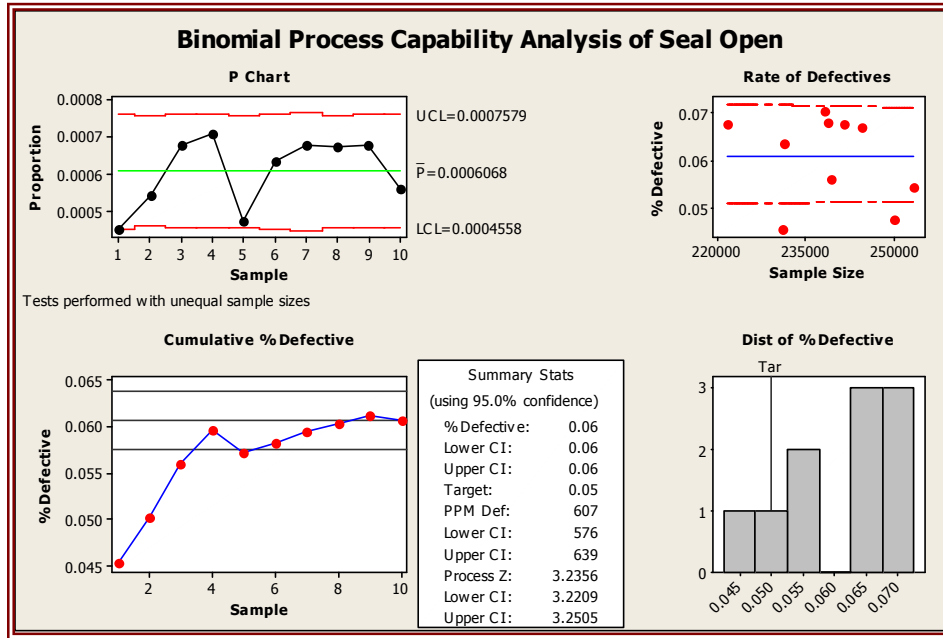 Binomial Process Capability Analysis of Seal Open
P Chart
Proportion
0.0008
0.0007
0.0006
0.0005
UCL=0.0007579
P̅=0.0006068
LCL=0.0004558
1 2 3 4 5 6 7 8 9 10
Sample
Tests performed with unequal sample sizes
Rate of Defectives
%Defective
0.07
0.06
0.05
220000 235000 250000
Sample Size
Cumulative %Defective
%Defective
0.065
0.060
0.055
0.050
0.045
2 4 6 8 10
Sample
Summary Stats
(using 95.0% confidence)
%Defective: 0.06
Lower CI: 0.06
Upper CI: 0.06
Target: 0.05
PPM Def: 607
Lower CI: 576
Upper CI: 639
Process Z: 3.2356
Lower CI: 3.2209
Upper CI: 3.2505
Dist of %Defective
Tar
3
2
1
0
0.045 0.050 0.055 0.060 0.065 0.070